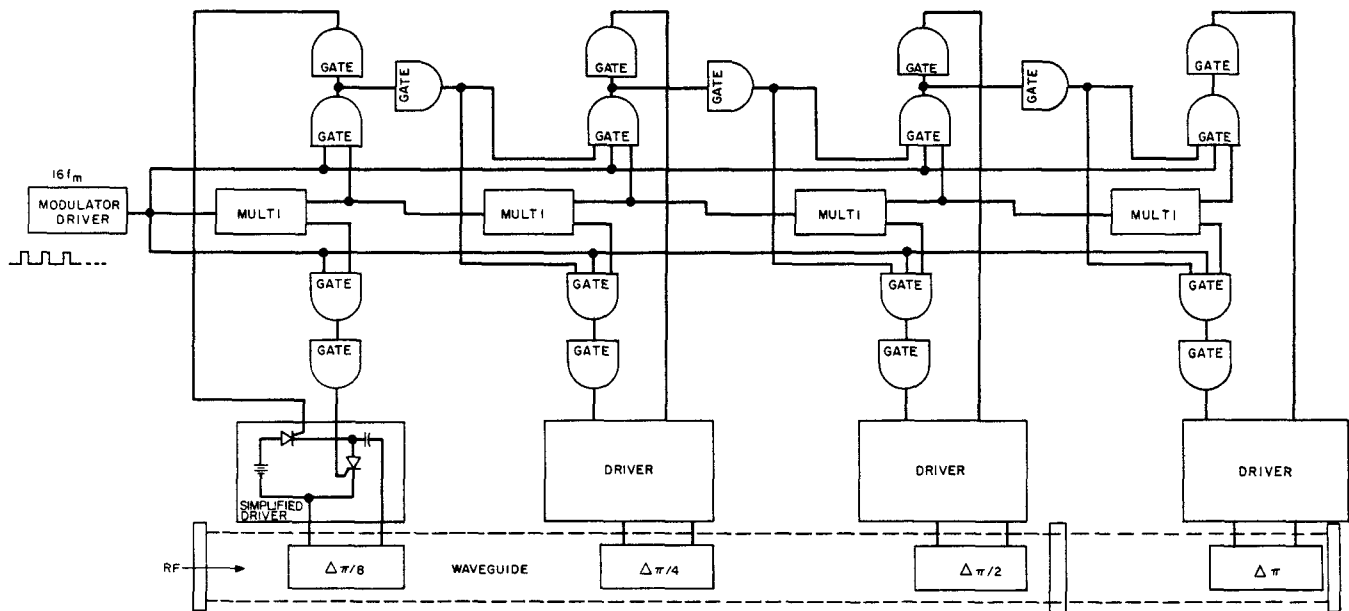 GATE
GATE
GATE
GATE
GATE
GATE
GATE
GATE
GATE
GATE
GATE
16fm
MODULATOR
DRIVER
MULTI
MULTI
MULTI
MULTI
GATE
GATE
GATE
GATE
GATE
GATE
GATE
GATE
SIMPLIFIED
DRIVER
DRIVER
DRIVER
DRIVER
RF
Δπ/8
WAVEGUIDE
Δπ/4
Δπ/2
Δπ